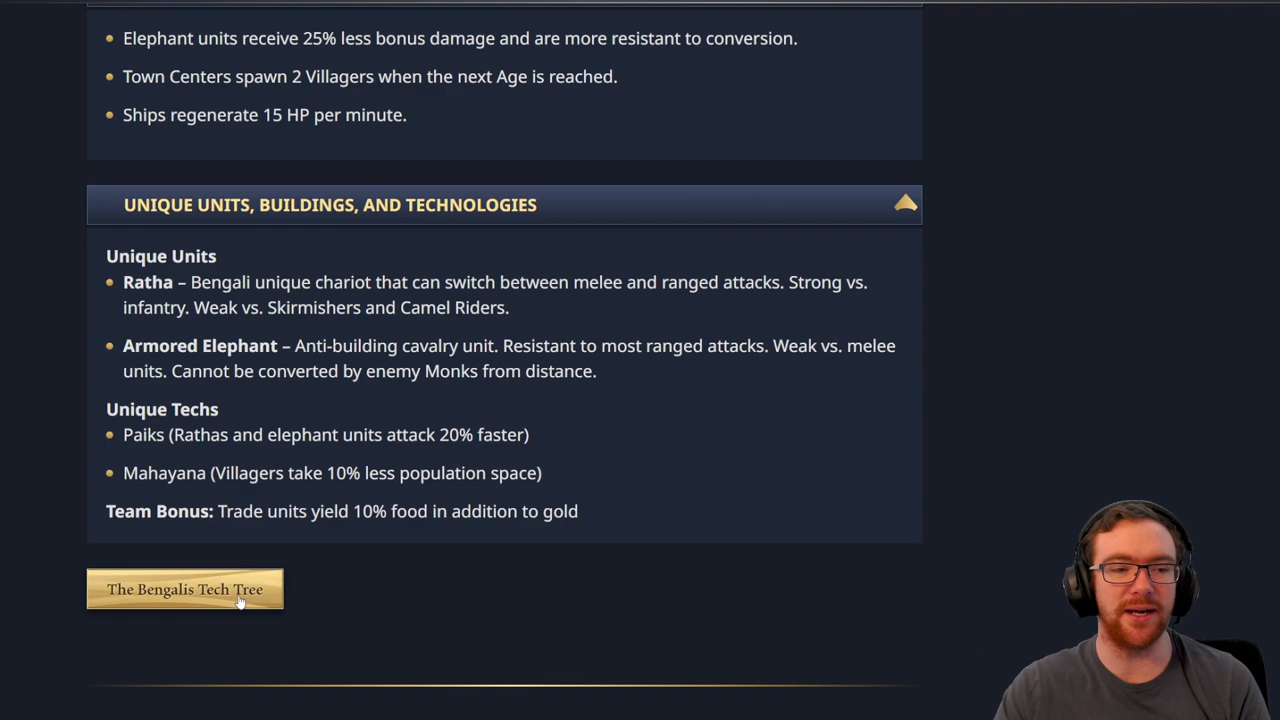 Elephant units receive 25% less bonus damage and are more resistant to conversion.
Town Centers spawn 2 Villagers when the next Age is reached.
Ships regenerate 15 HP per minute.
UNIQUE UNITS, BUILDINGS, AND TECHNOLOGIES
Unique Units
Ratha – Bengali unique chariot that can switch between melee and ranged attacks. Strong vs.
infantry. Weak vs. Skirmishers and Camel Riders.
Armored Elephant – Anti-building cavalry unit. Resistant to most ranged attacks. Weak vs. melee
units. Cannot be converted by enemy Monks from distance.
Unique Techs
Paiks (Rathas and elephant units attack 20% faster)
Mahayana (Villagers take 10% less population space)
Team Bonus: Trade units yield 10% food in addition to gold
The Bengalis Tech Tree